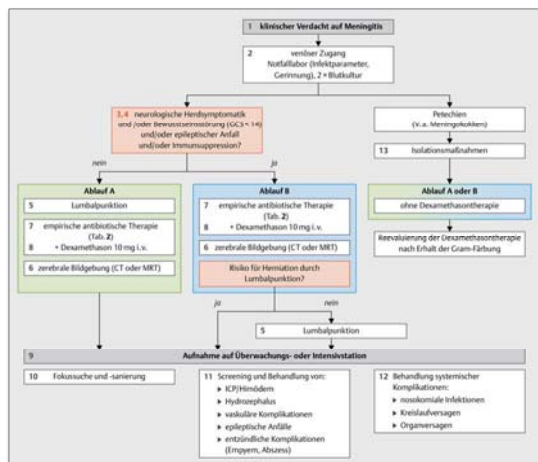 1 klinischer Verdacht auf Meningitis
2 venöser Zugang
Notfalllabor (Infektparameter,
Gerinnung), 2 × Blutkultur
3, 4 neurologische Herdsymptomatik
und/oder Bewusstseinsstörung (GCS < 14)
und/oder epileptischer Anfall
und/oder Immunsuppression?
Petechien
(V. a. Meningokokken)
13 Isolationsmaßnahmen
nein
ja
Ablauf A
5 Lumbalpunktion
7 empirische antibiotische Therapie
(Tab. 2)
8 + Dexamethason 10 mg i.v.
6 zerebrale Bildgebung (CT oder MRT)
Ablauf B
7 empirische antibiotische Therapie
(Tab. 2)
8 + Dexamethason 10 mg i.v.
6 zerebrale Bildgebung (CT oder MRT)
Risiko für Herniation durch
Lumbalpunktion?
Ablauf A oder B
ohne Dexamethasontherapie
Reevaluierung der Dexamethasontherapie
nach Erhalt der Gram-Färbung
ja
nein
5 Lumbalpunktion
9 Aufnahme auf Überwachungs- oder Intensivstation
10 Fokussuche und -sanierung
11 Screening und Behandlung von:
▶ ICP/Hirnödem
▶ Hydrozephalus
▶ vaskuläre Komplikationen
▶ epileptische Anfälle
▶ entzündliche Komplikationen
(Empyem, Abszess)
12 Behandlung systemischer
Komplikationen:
▶ nosokomiale Infektionen
▶ Kreislaufversagen
▶ Organversagen